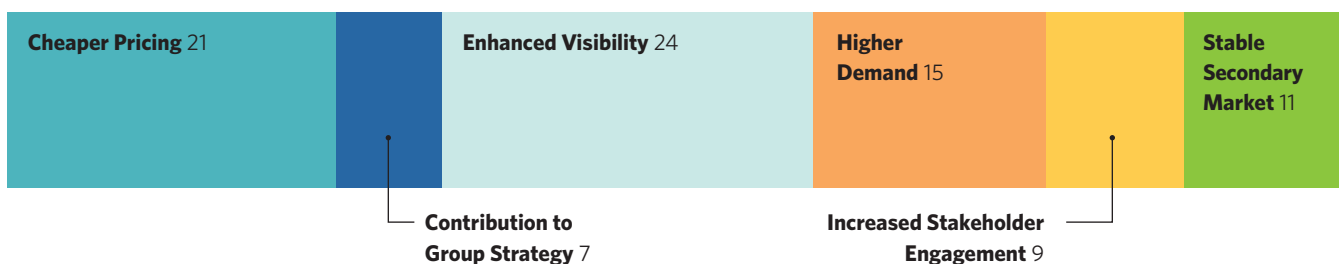 Cheaper Pricing 21
Enhanced Visibility 24
Higher
Demand 15
Stable
Secondary
Market 11
Contribution to
Group Strategy 7
Increased Stakeholder
Engagement 9